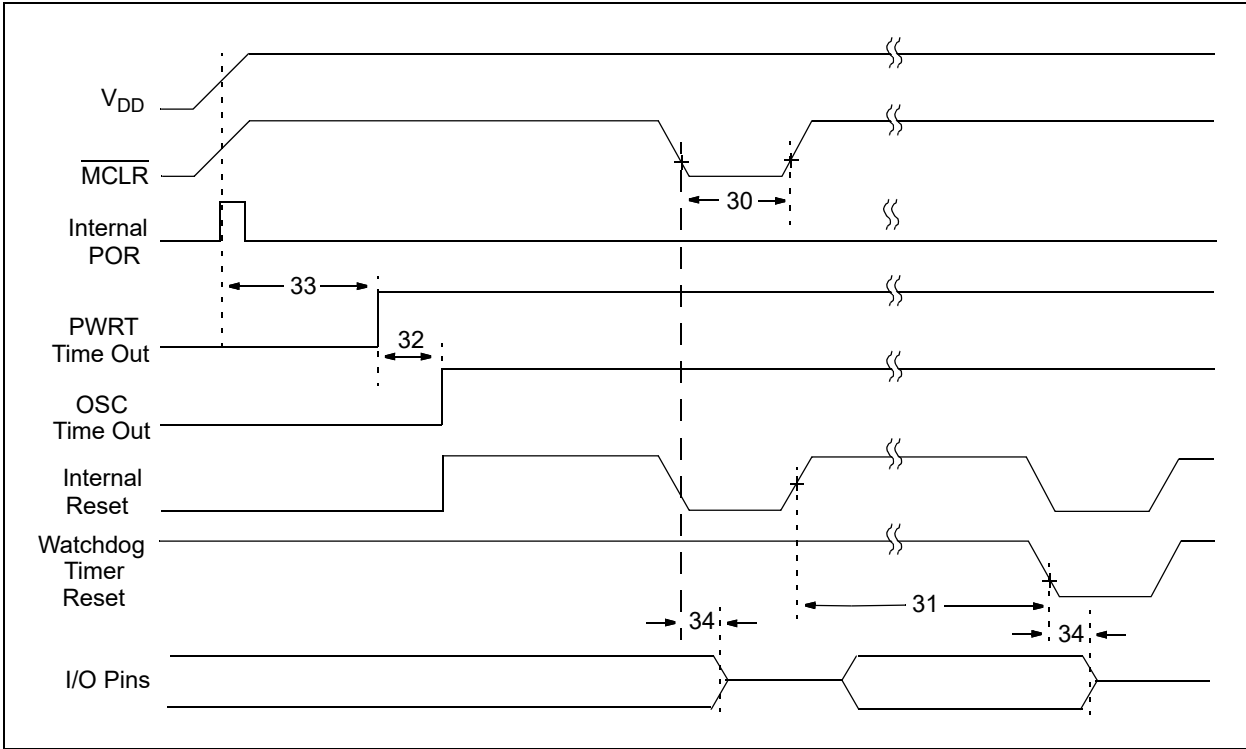 VDD
MCLR
30
Internal
POR
33
PWRT
Time Out
32
OSC
Time Out
Internal
Reset
Watchdog
Timer
Reset
31
34
34
I/O Pins